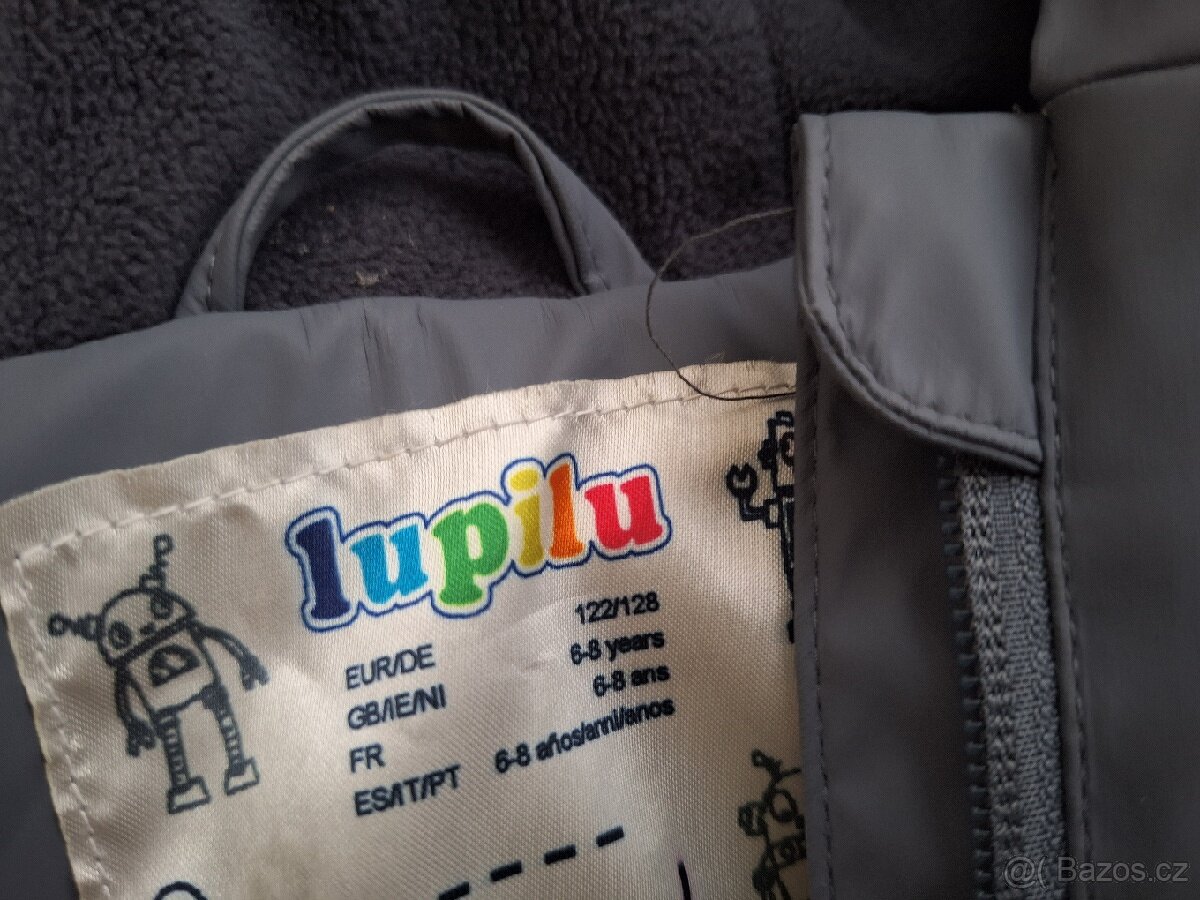 lupilu
EUR/DE 122/128
GB/IE/NI 6-8 years
FR 6-8 ans
ES/IT/PT 6-8 años/anni/anos
@( Bazos.cz